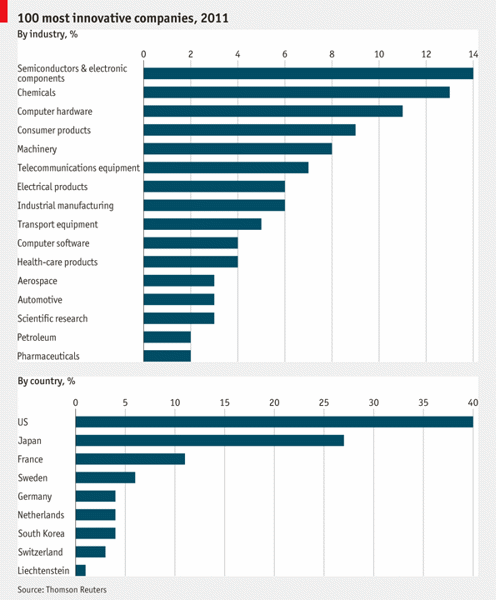 100 most innovative companies, 2011
By industry, %
0 2 4 6 8 10 12 14
Semiconductors & electronic
components
Chemicals
Computer hardware
Consumer products
Machinery
Telecommunications equipment
Electrical products
Industrial manufacturing
Transport equipment
Computer software
Health-care products
Aerospace
Automotive
Scientific research
Petroleum
Pharmaceuticals
By country, %
0 5 10 15 20 25 30 35 40
US
Japan
France
Sweden
Germany
Netherlands
South Korea
Switzerland
Liechtenstein
Source: Thomson Reuters